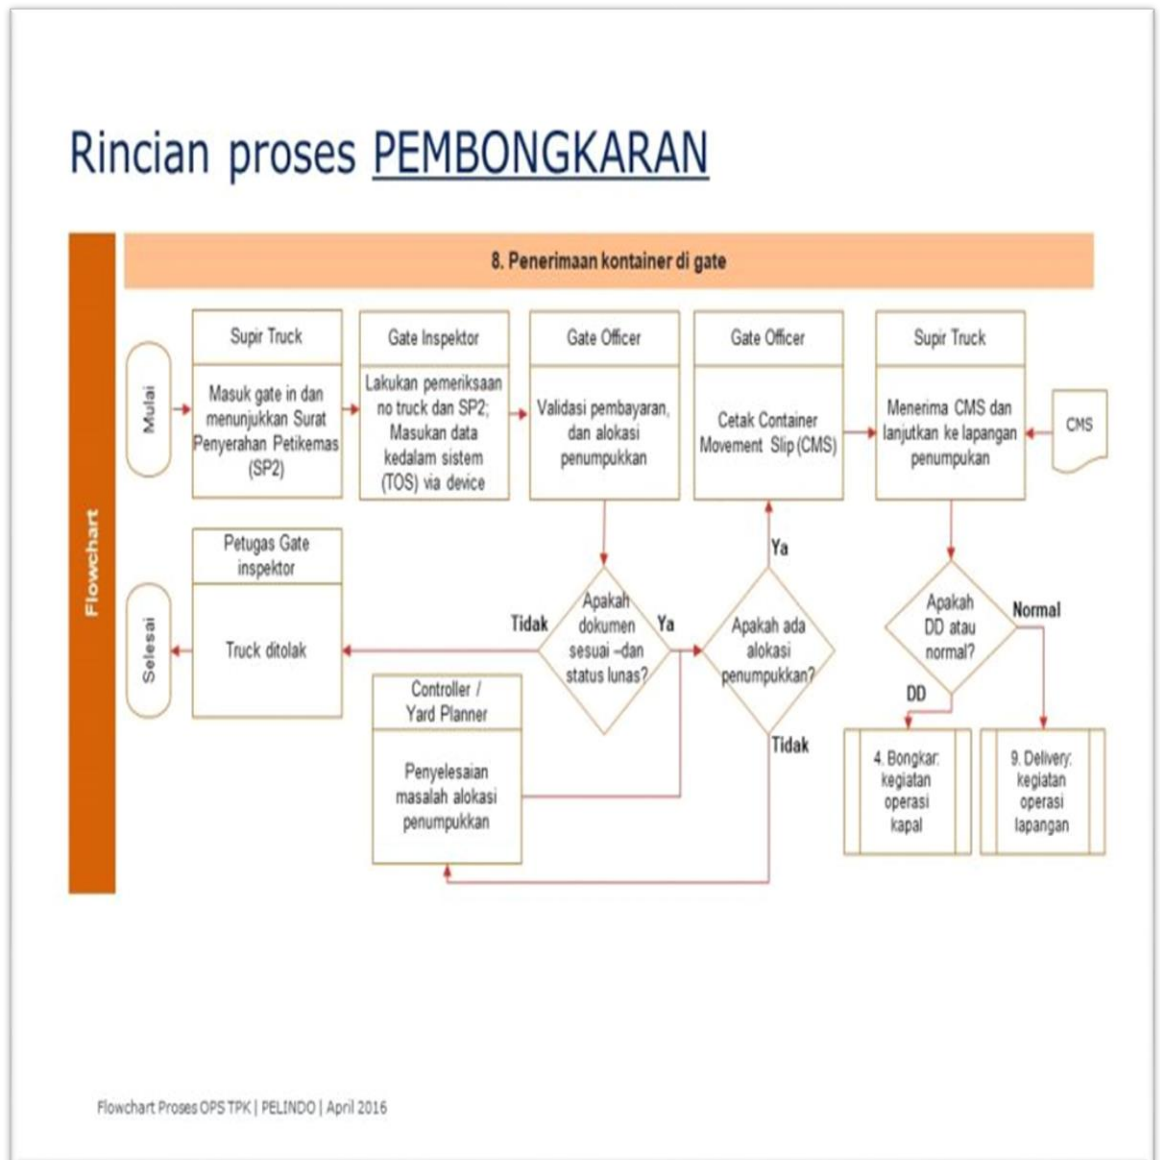 Rincian proses PEMBONGKARAN
8. Penerimaan kontainer di gate
Flowchart
Mulai
Supir Truck
Masuk gate in dan
menunjukkan Surat
Penyerahan Petikemas
(SP2)
Gate Inspektor
Lakukan pemeriksaan
no truck dan SP2;
Masukan data
kedalam sistem
(TOS) via device
Gate Officer
Validasi pembayaran,
dan alokasi
penumpukkan
Gate Officer
Cetak Container
Movement Slip (CMS)
Supir Truck
Menerima CMS dan
lanjutkan ke lapangan
penumpukan
CMS
Selesai
Petugas Gate
inspektor
Truck ditolak
Tidak
Apakah
dokumen
sesuai –dan
status lunas?
Ya
Apakah ada
alokasi
penumpukkan?
Ya
Tidak
Controller /
Yard Planner
Penyelesaian
masalah alokasi
penumpukkan
Apakah
DD atau
normal?
Normal
DD
4. Bongkar:
kegiatan
operasi
kapal
9. Delivery:
kegiatan
operasi
lapangan
Flowchart Proses OPS TPK | PELINDO | April 2016